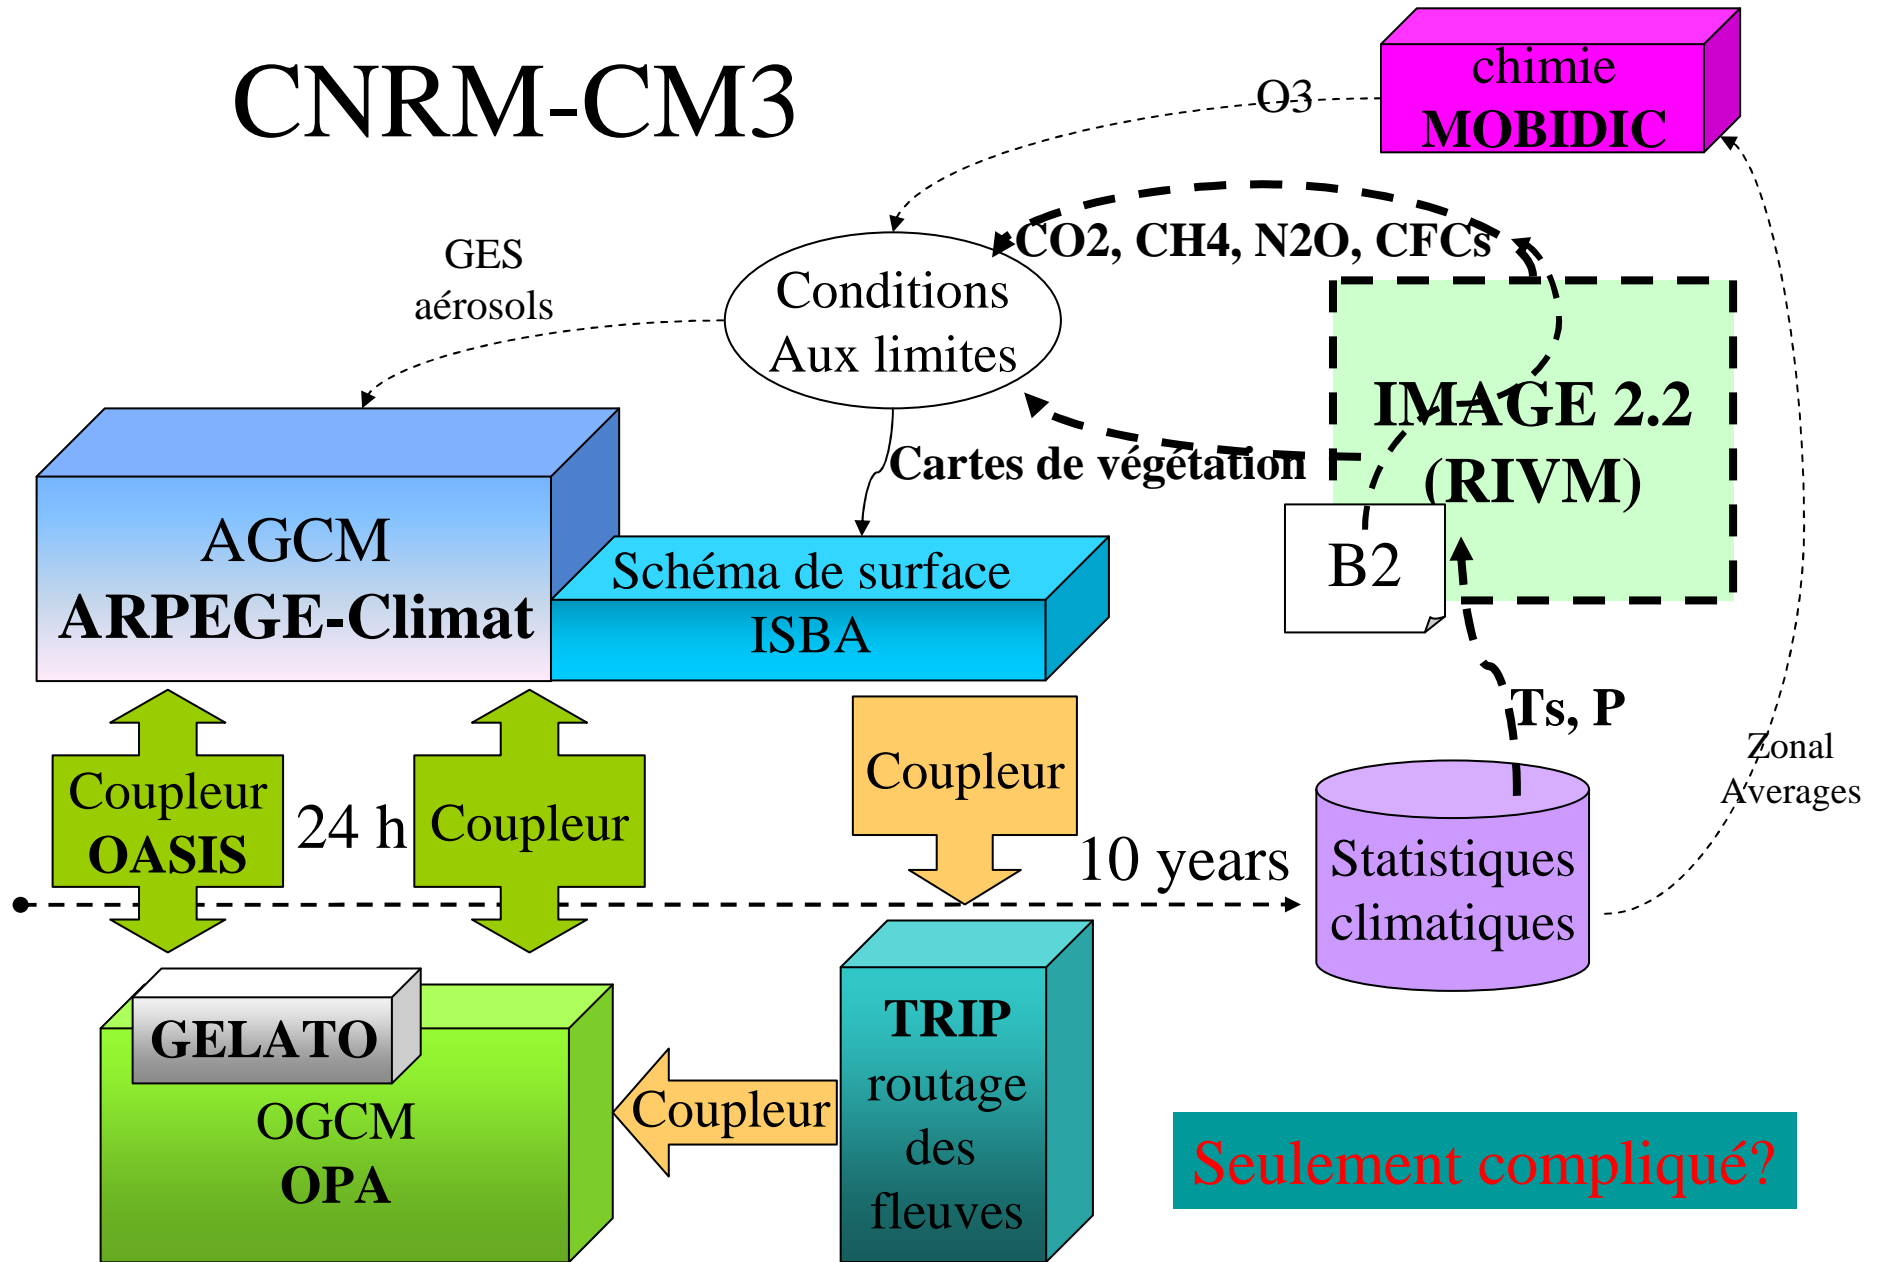 CNRM-CM3
chimie
MOBIDIC
O3
CO2, CH4, N2O, CFCs
GES
aérosols
Conditions
Aux limites
IMAGE 2.2
(RIVM)
Cartes de végétation
B2
AGCM
ARPEGE-Climat
Schéma de surface
ISBA
Ts, P
Zonal
Averages
Coupleur
OASIS
24 h
Coupleur
Coupleur
10 years
Statistiques
climatiques
GELATO
OGCM
OPA
Coupleur
TRIP
routage
des
fleuves
Seulement compliqué?